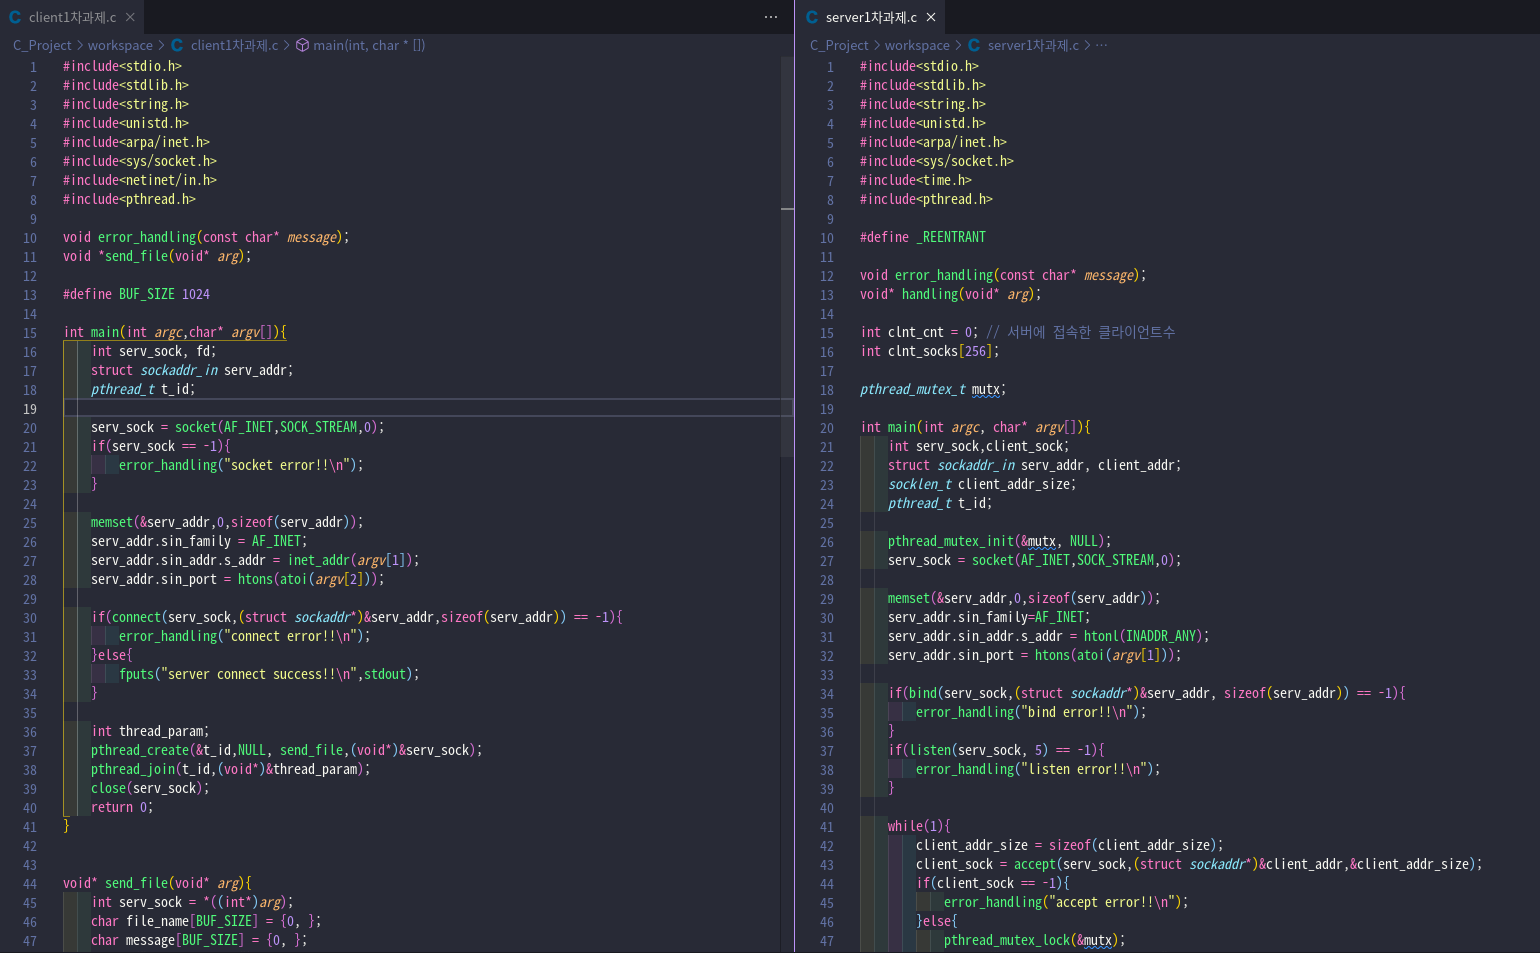 client1차과제.c
C_Project > workspace > client1차과제.c > main(int, char * [])
1 #include<stdio.h>
2 #include<stdlib.h>
3 #include<string.h>
4 #include<unistd.h>
5 #include<arpa/inet.h>
6 #include<sys/socket.h>
7 #include<netinet/in.h>
8 #include<pthread.h>
9
10 void error_handling(const char* message);
11 void *send_file(void* arg);
12
13 #define BUF_SIZE 1024
14
15 int main(int argc,char* argv[]){
16 int serv_sock, fd;
17 struct sockaddr_in serv_addr;
18 pthread_t t_id;
19
20 serv_sock = socket(AF_INET,SOCK_STREAM,0);
21 if(serv_sock == -1){
22 error_handling("socket error!!\n");
23 }
24
25 memset(&serv_addr,0,sizeof(serv_addr));
26 serv_addr.sin_family = AF_INET;
27 serv_addr.sin_addr.s_addr = inet_addr(argv[1]);
28 serv_addr.sin_port = htons(atoi(argv[2]));
29
30 if(connect(serv_sock,(struct sockaddr*)&serv_addr,sizeof(serv_addr)) == -1){
31 error_handling("connect error!!\n");
32 }else{
33 fputs("server connect success!!\n",stdout);
34 }
35
36 int thread_param;
37 pthread_create(&t_id,NULL, send_file,(void*)&serv_sock);
38 pthread_join(t_id,(void*)&thread_param);
39 close(serv_sock);
40 return 0;
41 }
42
43
44 void* send_file(void* arg){
45 int serv_sock = *((int*)arg);
46 char file_name[BUF_SIZE] = {0, };
47 char message[BUF_SIZE] = {0, };
server1차과제.c
C_Project > workspace > server1차과제.c > ...
1 #include<stdio.h>
2 #include<stdlib.h>
3 #include<string.h>
4 #include<unistd.h>
5 #include<arpa/inet.h>
6 #include<sys/socket.h>
7 #include<time.h>
8 #include<pthread.h>
9
10 #define _REENTRANT
11
12 void error_handling(const char* message);
13 void* handling(void* arg);
14
15 int clnt_cnt = 0; // 서버에 접속한 클라이언트수
16 int clnt_socks[256];
17
18 pthread_mutex_t mutx;
19
20 int main(int argc, char* argv[]){
21 int serv_sock,client_sock;
22 struct sockaddr_in serv_addr, client_addr;
23 socklen_t client_addr_size;
24 pthread_t t_id;
25
26 pthread_mutex_init(&mutx, NULL);
27 serv_sock = socket(AF_INET,SOCK_STREAM,0);
28
29 memset(&serv_addr,0,sizeof(serv_addr));
30 serv_addr.sin_family=AF_INET;
31 serv_addr.sin_addr.s_addr = htonl(INADDR_ANY);
32 serv_addr.sin_port = htons(atoi(argv[1]));
33
34 if(bind(serv_sock,(struct sockaddr*)&serv_addr, sizeof(serv_addr)) == -1){
35 error_handling("bind error!!\n");
36 }
37 if(listen(serv_sock, 5) == -1){
38 error_handling("listen error!!\n");
39 }
40
41 while(1){
42 client_addr_size = sizeof(client_addr_size);
43 client_sock = accept(serv_sock,(struct sockaddr*)&client_addr,&client_addr_size);
44 if(client_sock == -1){
45 error_handling("accept error!!\n");
46 }else{
47 pthread_mutex_lock(&mutx);